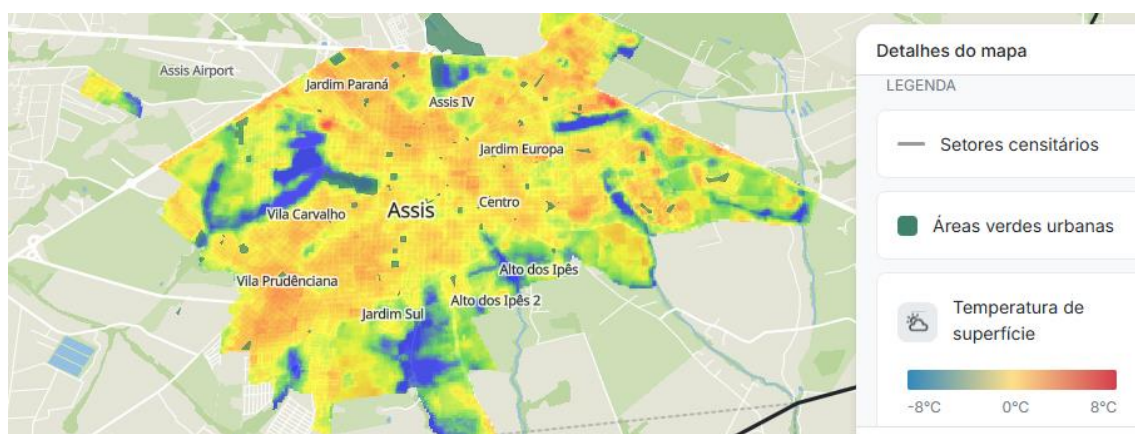 Assis Airport
Jardim Paraná
Assis IV
Jardim Europa
Vila Carvalho
Assis
Centro
Alto dos Ipês
Vila Prudênciana
Alto dos Ipês 2
Jardim Sul
Detalhes do mapa
LEGENDA
Setores censitários
Áreas verdes urbanas
Temperatura de
superfície
-8°C 0°C 8°C